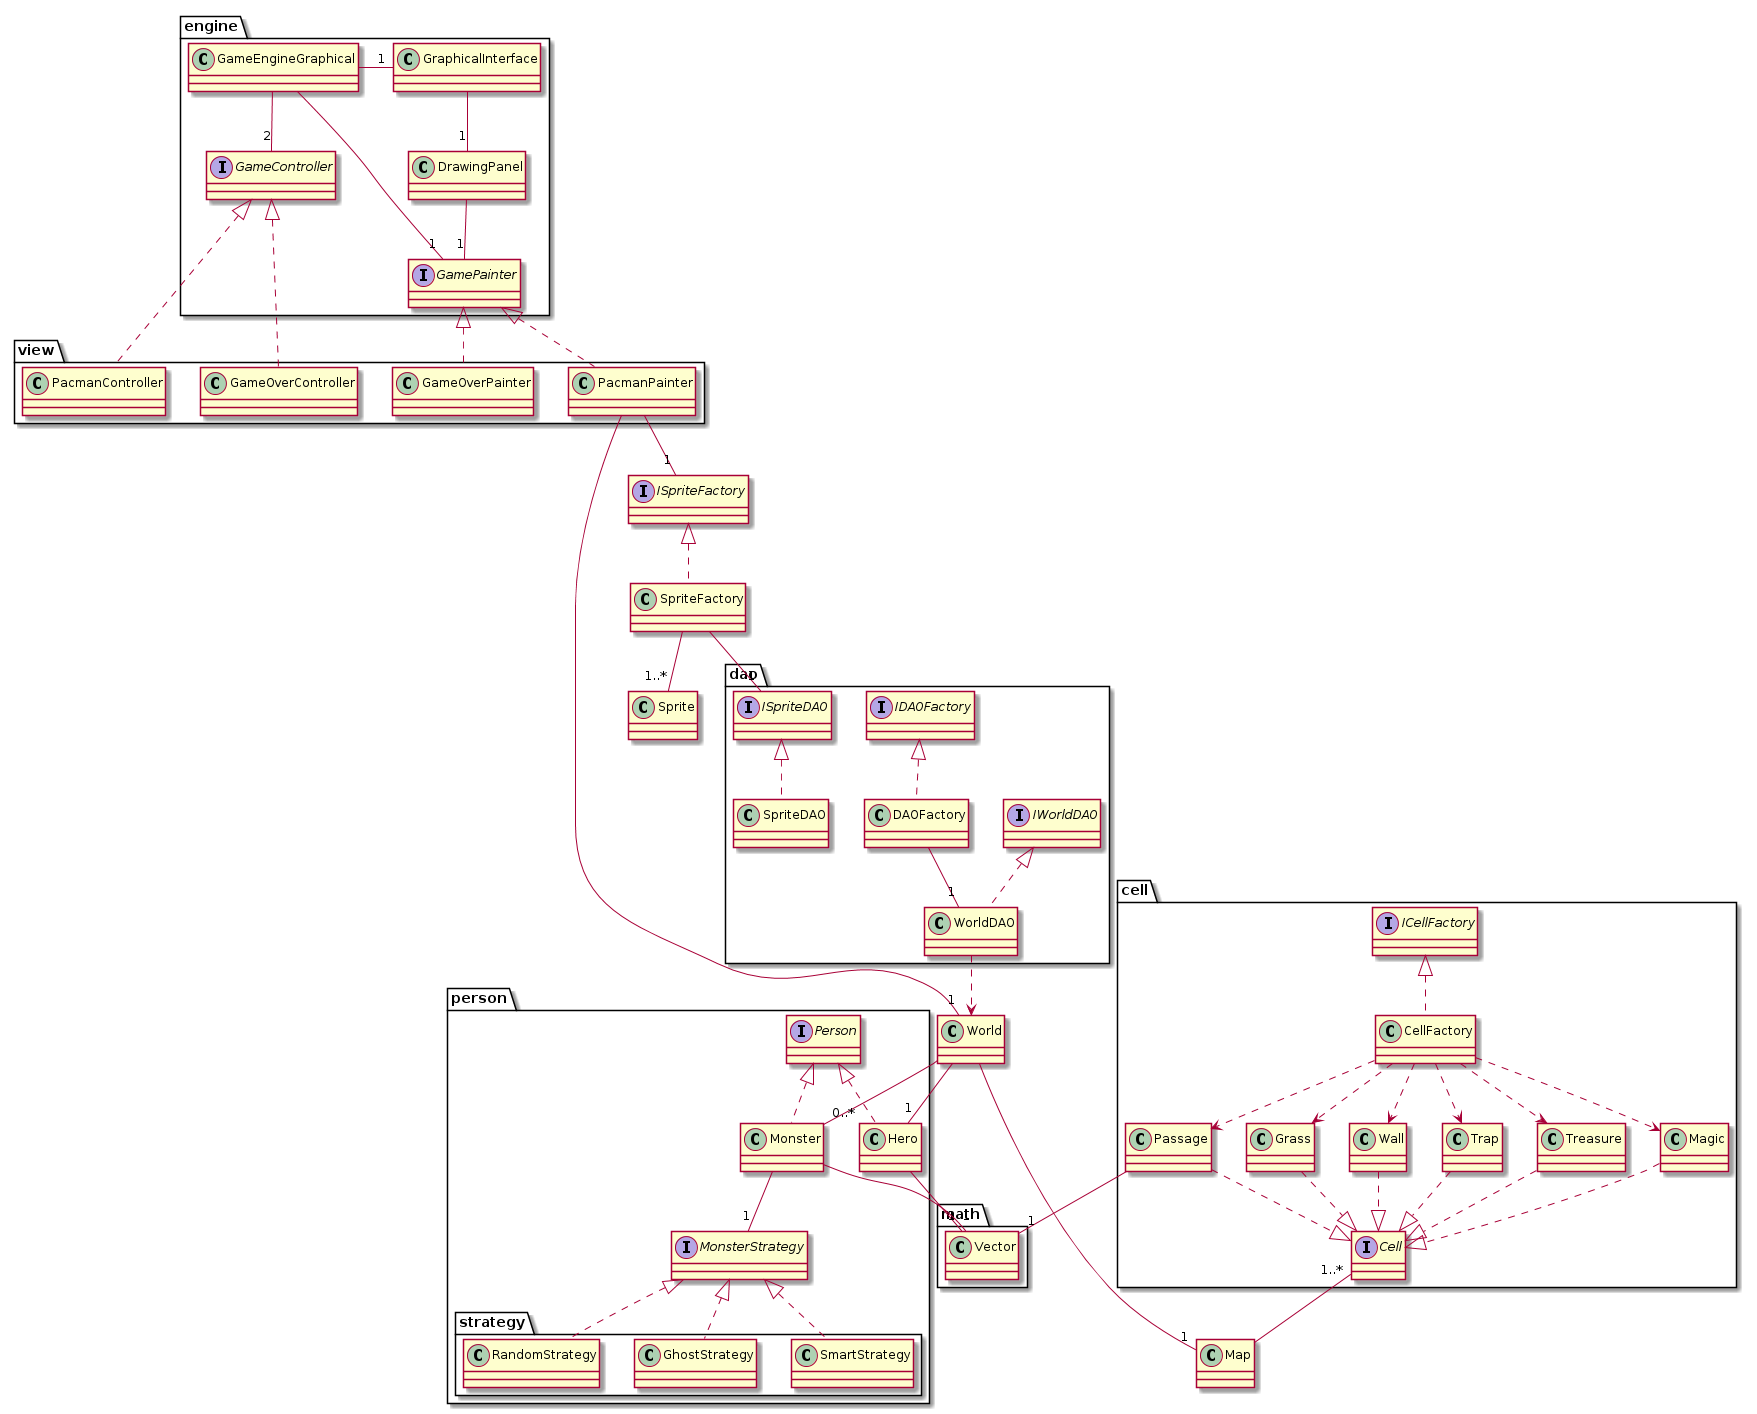 engine
C GameEngineGraphical
1
C GraphicalInterface
2
1
I GameController
C DrawingPanel
1
1
I GamePainter
view
C PacmanController
C GameOverController
C GameOverPainter
C PacmanPainter
1
I ISpriteFactory
C SpriteFactory
1..*
dao
1
C Sprite
I ISpriteDAO
I IDAOFactory
C SpriteDAO
C DAOFactory
I IWorldDAO
1
C WorldDAO
cell
I ICellFactory
person
1
I Person
C World
C CellFactory
0..*
1
C Monster
C Hero
C Passage
C Grass
C Wall
C Trap
C Treasure
C Magic
1
math
1
1
1
I MonsterStrategy
C Vector
I Cell
1..*
strategy
1
C RandomStrategy
C GhostStrategy
C SmartStrategy
C Map